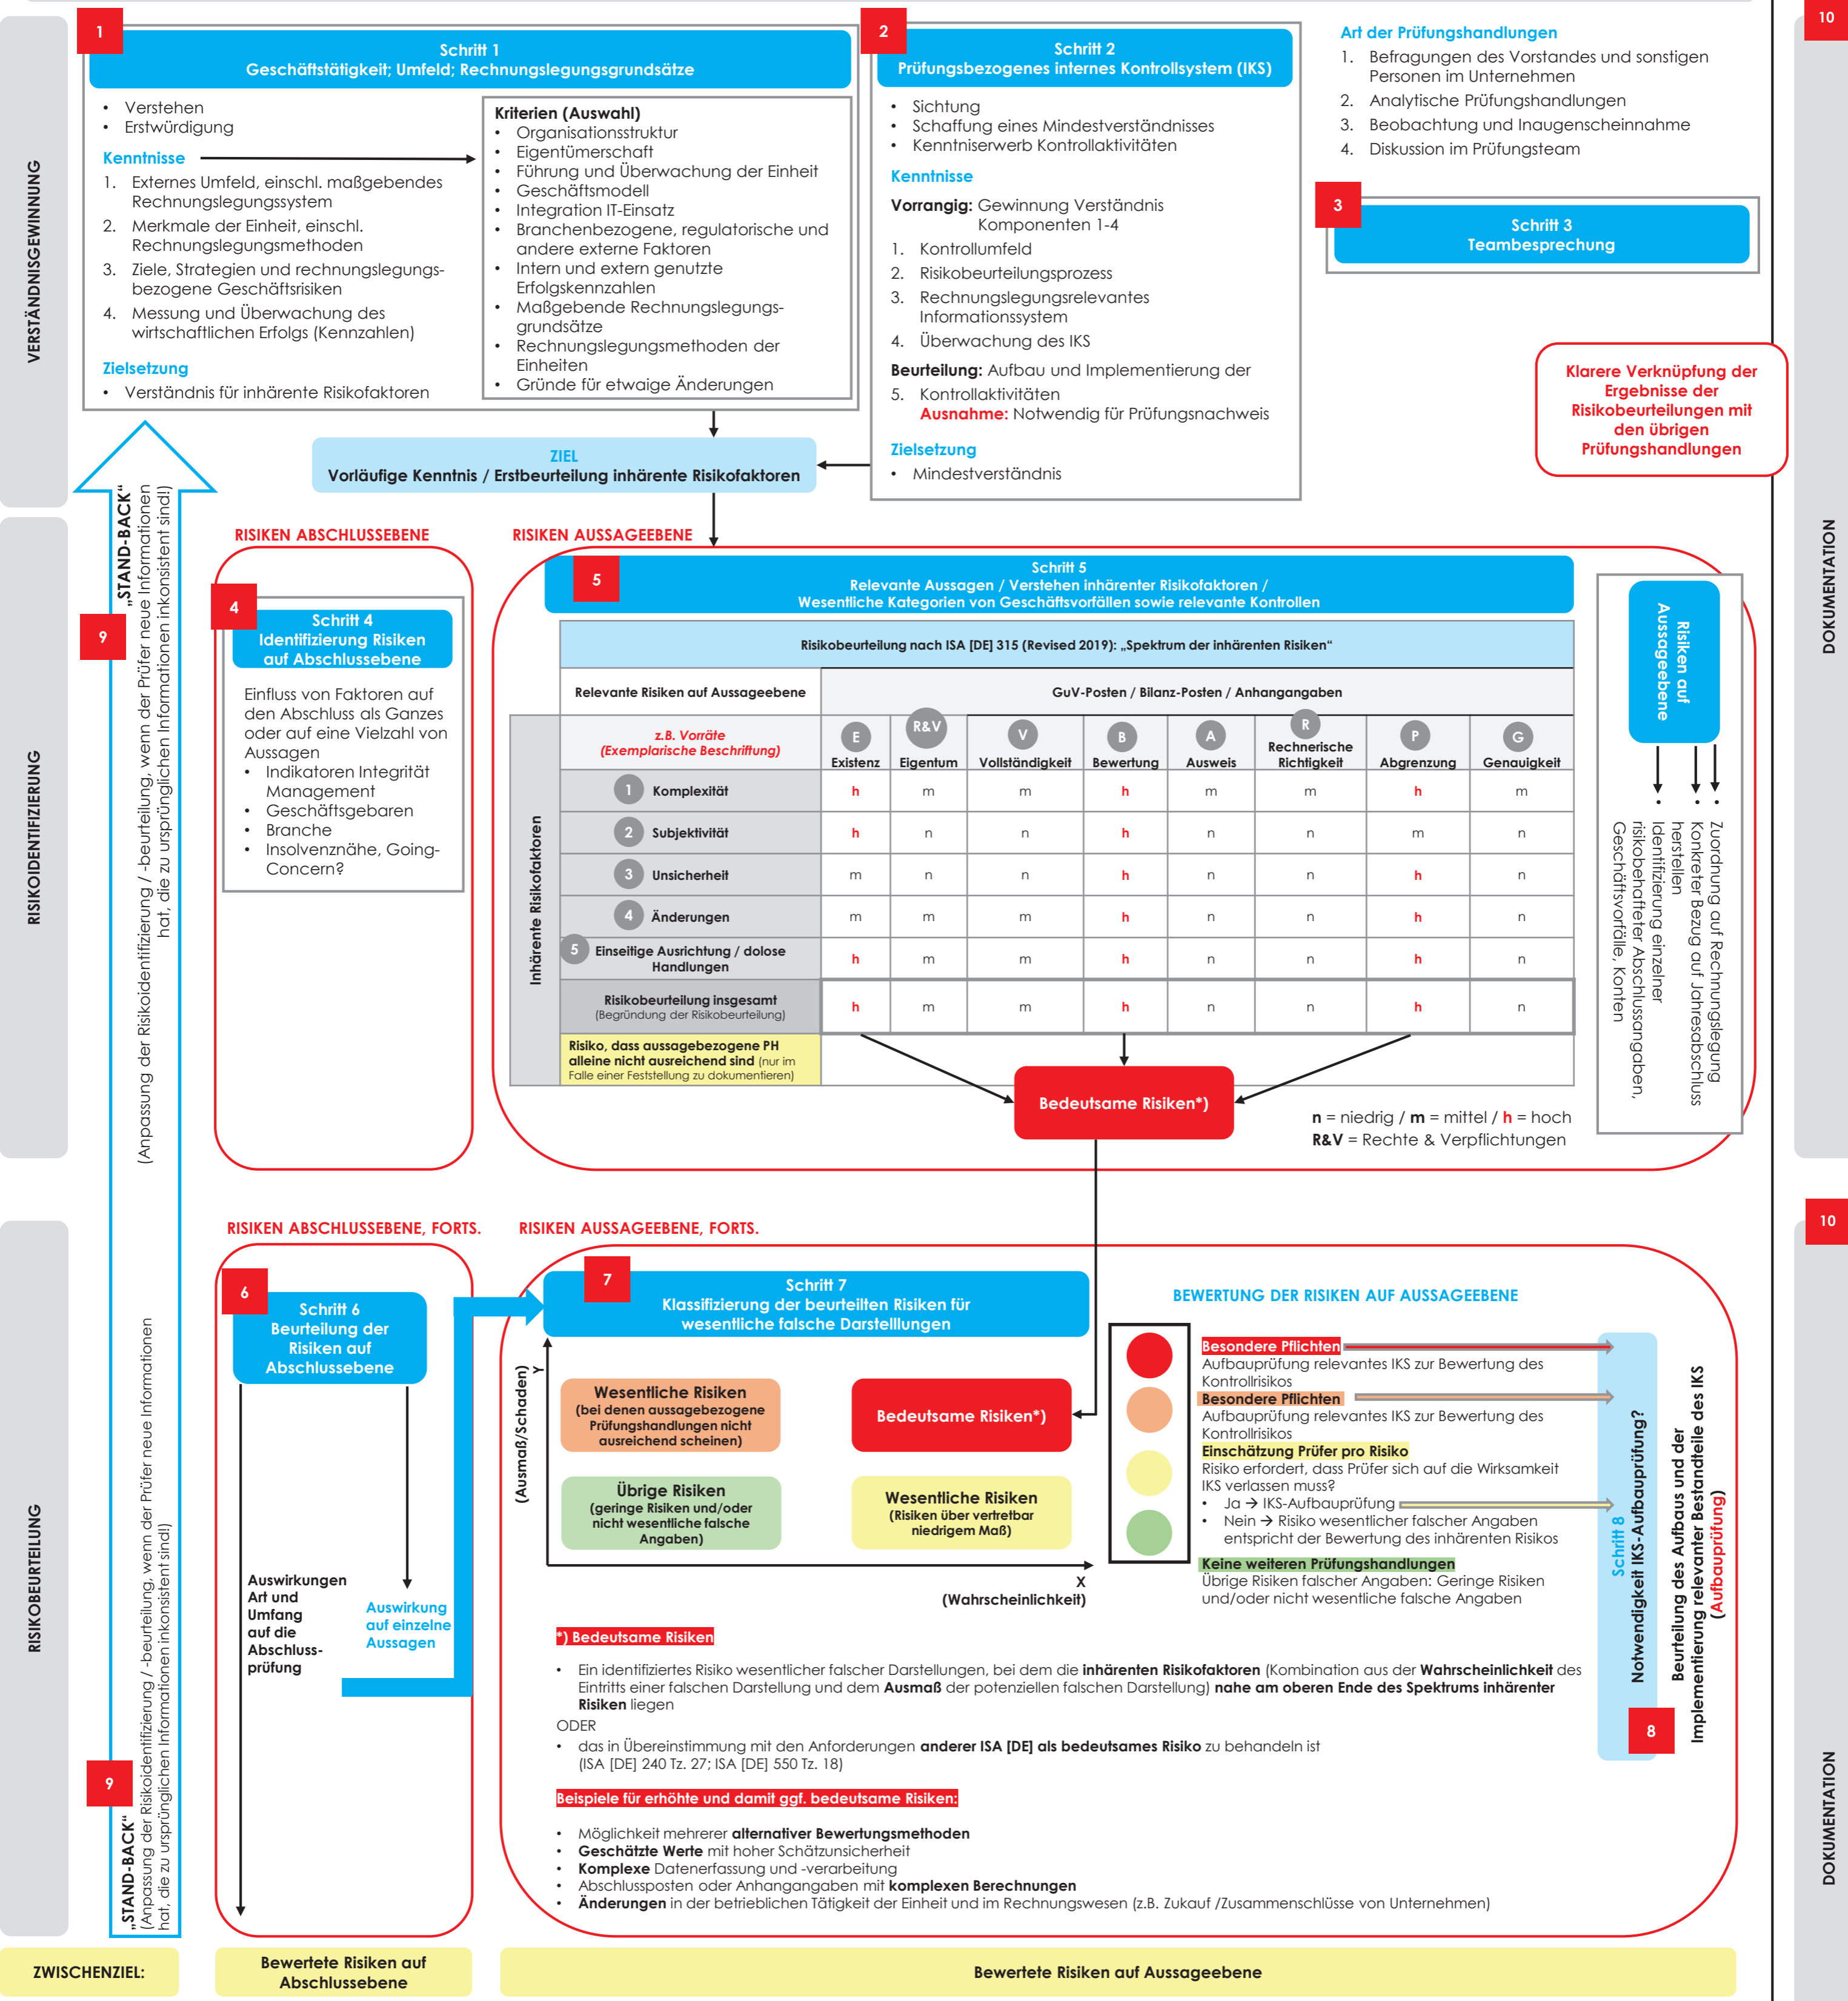 VERSTÄNDNISGEWINNUNG
1
Schritt 1
Geschäftstätigkeit; Umfeld; Rechnungslegungsgrundsätze
• Verstehen
• Erstwürdigung
Kenntnisse
1. Externes Umfeld, einschl. maßgebendes
Rechnungslegungssystem
2. Merkmale der Einheit, einschl.
Rechnungslegungsmethoden
3. Ziele, Strategien und rechnungslegungs-
bezogene Geschäftsrisiken
4. Messung und Überwachung des
wirtschaftlichen Erfolgs (Kennzahlen)
Zielsetzung
• Verständnis für inhärente Risikofaktoren
Kriterien (Auswahl)
• Organisationsstruktur
• Eigentümerschaft
• Führung und Überwachung der Einheit
• Geschäftsmodell
• Integration IT-Einsatz
• Branchenbezogene, regulatorische und
andere externe Faktoren
• Intern und extern genutzte
Erfolgskennzahlen
• Maßgebende Rechnungslegungs-
grundsätze
• Rechnungslegungsmethoden der
Einheiten
• Gründe für etwaige Änderungen
2
Schritt 2
Prüfungsbezogenes internes Kontrollsystem (IKS)
• Sichtung
• Schaffung eines Mindestverständnisses
• Kenntniserwerb Kontrollaktivitäten
Kenntnisse
Vorrangig: Gewinnung Verständnis
Komponenten 1-4
1. Kontrollumfeld
2. Risikobeurteilungsprozess
3. Rechnungslegungsrelevantes
Informationssystem
4. Überwachung des IKS
Beurteilung: Aufbau und Implementierung der
5. Kontrollaktivitäten
Ausnahme: Notwendig für Prüfungsnachweis
Zielsetzung
• Mindestverständnis
Art der Prüfungshandlungen
1. Befragungen des Vorstandes und sonstigen
Personen im Unternehmen
2. Analytische Prüfungshandlungen
3. Beobachtung und Inaugenscheinnahme
4. Diskussion im Prüfungsteam
3
Schritt 3
Teambesprechung
Klarere Verknüpfung der
Ergebnisse der
Risikobeurteilungen mit
den übrigen
Prüfungshandlungen
10
DOKUMENTATION
ZIEL
Vorläufige Kenntnis / Erstbeurteilung inhärente Risikofaktoren
RISIKOIDENTIFIZIERUNG
9
„STAND-BACK“
(Anpassung der Risikoidentifizierung / -beurteilung, wenn der Prüfer neue Informationen
hat, die zu ursprünglichen Informationen inkonsistent sind!)
RISIKEN ABSCHLUSSEBENE
4
Schritt 4
Identifizierung Risiken
auf Abschlussebene
Einfluss von Faktoren auf
den Abschluss als Ganzes
oder auf eine Vielzahl von
Aussagen
• Indikatoren Integrität
Management
• Geschäftsgebaren
• Branche
• Insolvenznähe, Going-
Concern?
RISIKEN AUSSAGEEBENE
5
Schritt 5
Relevante Aussagen / Verstehen inhärenter Risikofaktoren /
Wesentliche Kategorien von Geschäftsvorfällen sowie relevante Kontrollen
Risikobeurteilung nach ISA [DE] 315 (Revised 2019): „Spektrum der inhärenten Risiken“
Relevante Risiken auf Aussageebene GuV-Posten / Bilanz-Posten / Anhangangaben
Inhärente Risikofaktoren
z.B. Vorräte
(Exemplarische Beschriftung)
E R&V V B A R P G
Existenz Eigentum Vollständigkeit Bewertung Ausweis Rechnerische Richtigkeit Abgrenzung Genauigkeit
1 Komplexität h m m h m m h m
2 Subjektivität h n n h n n m n
3 Unsicherheit m n n h n n h n
4 Änderungen m m m h n n h n
5 Einseitige Ausrichtung / dolose
Handlungen h m m h n n h n
Risikobeurteilung insgesamt
(Begründung der Risikobeurteilung) h m m h n n h n
Risiko, dass aussagebezogene PH
alleine nicht ausreichend sind (nur im
Falle einer Feststellung zu dokumentieren)
Bedeutsame Risiken*)
n = niedrig / m = mittel / h = hoch
R&V = Rechte & Verpflichtungen
Risiken auf
Aussageebene
• Zuordnung auf Rechnungslegung
• Konkreter Bezug auf Jahresabschluss
herstellen
• Identifizierung einzelner
risikobehafteter Abschlussangaben,
Geschäftsvorfälle, Konten
RISIKOBEURTEILUNG
9
„STAND-BACK“
(Anpassung der Risikoidentifizierung / -beurteilung, wenn der Prüfer neue Informationen
hat, die zu ursprünglichen Informationen inkonsistent sind!)
RISIKEN ABSCHLUSSEBENE, FORTS.
6
Schritt 6
Beurteilung der
Risiken auf
Abschlussebene
Auswirkungen
Art und
Umfang
auf die
Abschluss-
prüfung
Auswirkung
auf einzelne
Aussagen
RISIKEN AUSSAGEEBENE, FORTS.
7
Schritt 7
Klassifizierung der beurteilten Risiken für
wesentliche falsche Darstelllungen
Y
(Ausmaß/Schaden)
Wesentliche Risiken
(bei denen aussagebezogene
Prüfungshandlungen nicht
ausreichend scheinen)
Bedeutsame Risiken*)
Übrige Risiken
(geringe Risiken und/oder
nicht wesentliche falsche
Angaben)
Wesentliche Risiken
(Risiken über vertretbar
niedrigem Maß)
X
(Wahrscheinlichkeit)
BEWERTUNG DER RISIKEN AUF AUSSAGEEBENE
Besondere Pflichten
Aufbauprüfung relevantes IKS zur Bewertung des
Kontrollrisikos
Besondere Pflichten
Aufbauprüfung relevantes IKS zur Bewertung des
Kontrollrisikos
Einschätzung Prüfer pro Risiko
Risiko erfordert, dass Prüfer sich auf die Wirksamkeit
IKS verlassen muss?
• Ja → IKS-Aufbauprüfung
• Nein → Risiko wesentlicher falscher Angaben
entspricht der Bewertung des inhärenten Risikos
Keine weiteren Prüfungshandlungen
Übrige Risiken falscher Angaben: Geringe Risiken
und/oder nicht wesentliche falsche Angaben
Schritt 8
Notwendigkeit IKS-Aufbauprüfung?
8
Beurteilung des Aufbaus und der
Implementierung relevanter Bestandteile des IKS
(Aufbauprüfung)
*) Bedeutsame Risiken
• Ein identifiziertes Risiko wesentlicher falscher Darstellungen, bei dem die inhärenten Risikofaktoren (Kombination aus der Wahrscheinlichkeit des
Eintritts einer falschen Darstellung und dem Ausmaß der potenziellen falschen Darstellung) nahe am oberen Ende des Spektrums inhärenter
Risiken liegen
ODER
• das in Übereinstimmung mit den Anforderungen anderer ISA [DE] als bedeutsames Risiko zu behandeln ist
(ISA [DE] 240 Tz. 27; ISA [DE] 550 Tz. 18)
Beispiele für erhöhte und damit ggf. bedeutsame Risiken:
• Möglichkeit mehrerer alternativer Bewertungsmethoden
• Geschätzte Werte mit hoher Schätzunsicherheit
• Komplexe Datenerfassung und -verarbeitung
• Abschlussposten oder Anhangangaben mit komplexen Berechnungen
• Änderungen in der betrieblichen Tätigkeit der Einheit und im Rechnungswesen (z.B. Zukauf /Zusammenschlüsse von Unternehmen)
10
DOKUMENTATION
ZWISCHENZIEL:
Bewertete Risiken auf
Abschlussebene
Bewertete Risiken auf Aussageebene